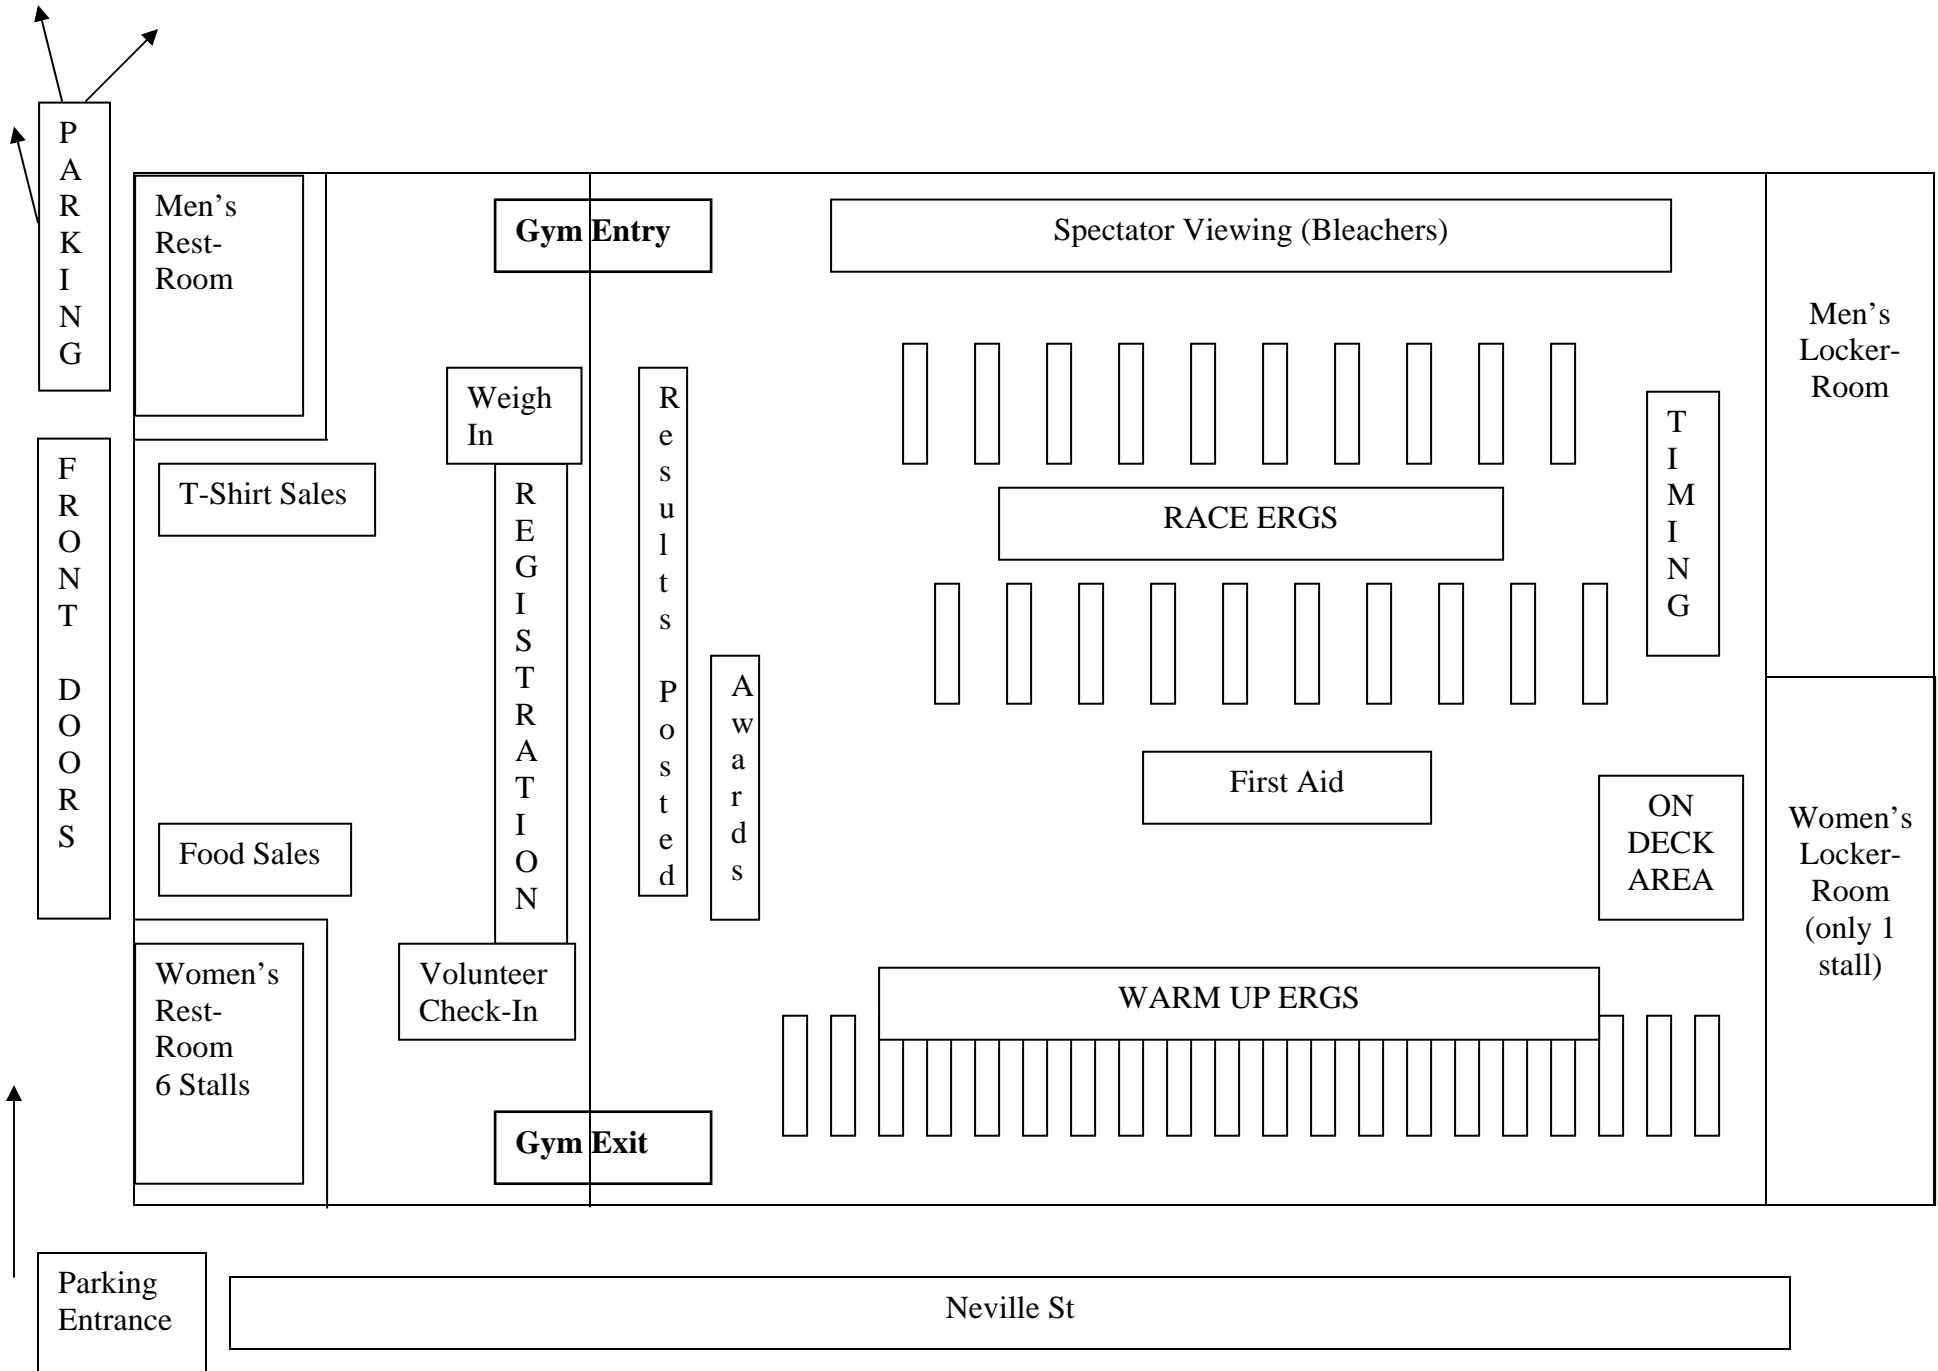 PARKING
Men's
Rest-
Room
Gym Entry
Spectator Viewing (Bleachers)
Men's
Locker-
Room
Weigh
In
Results Posted
TIMING
FRONT DOORS
T-Shirt Sales
REGISTRATION
RACE ERGS
Awards
First Aid
ON
DECK
AREA
Women's
Locker-
Room
(only 1
stall)
Food Sales
Women's
Rest-
Room
6 Stalls
Volunteer
Check-In
WARM UP ERGS
Gym Exit
Parking
Entrance
Neville St